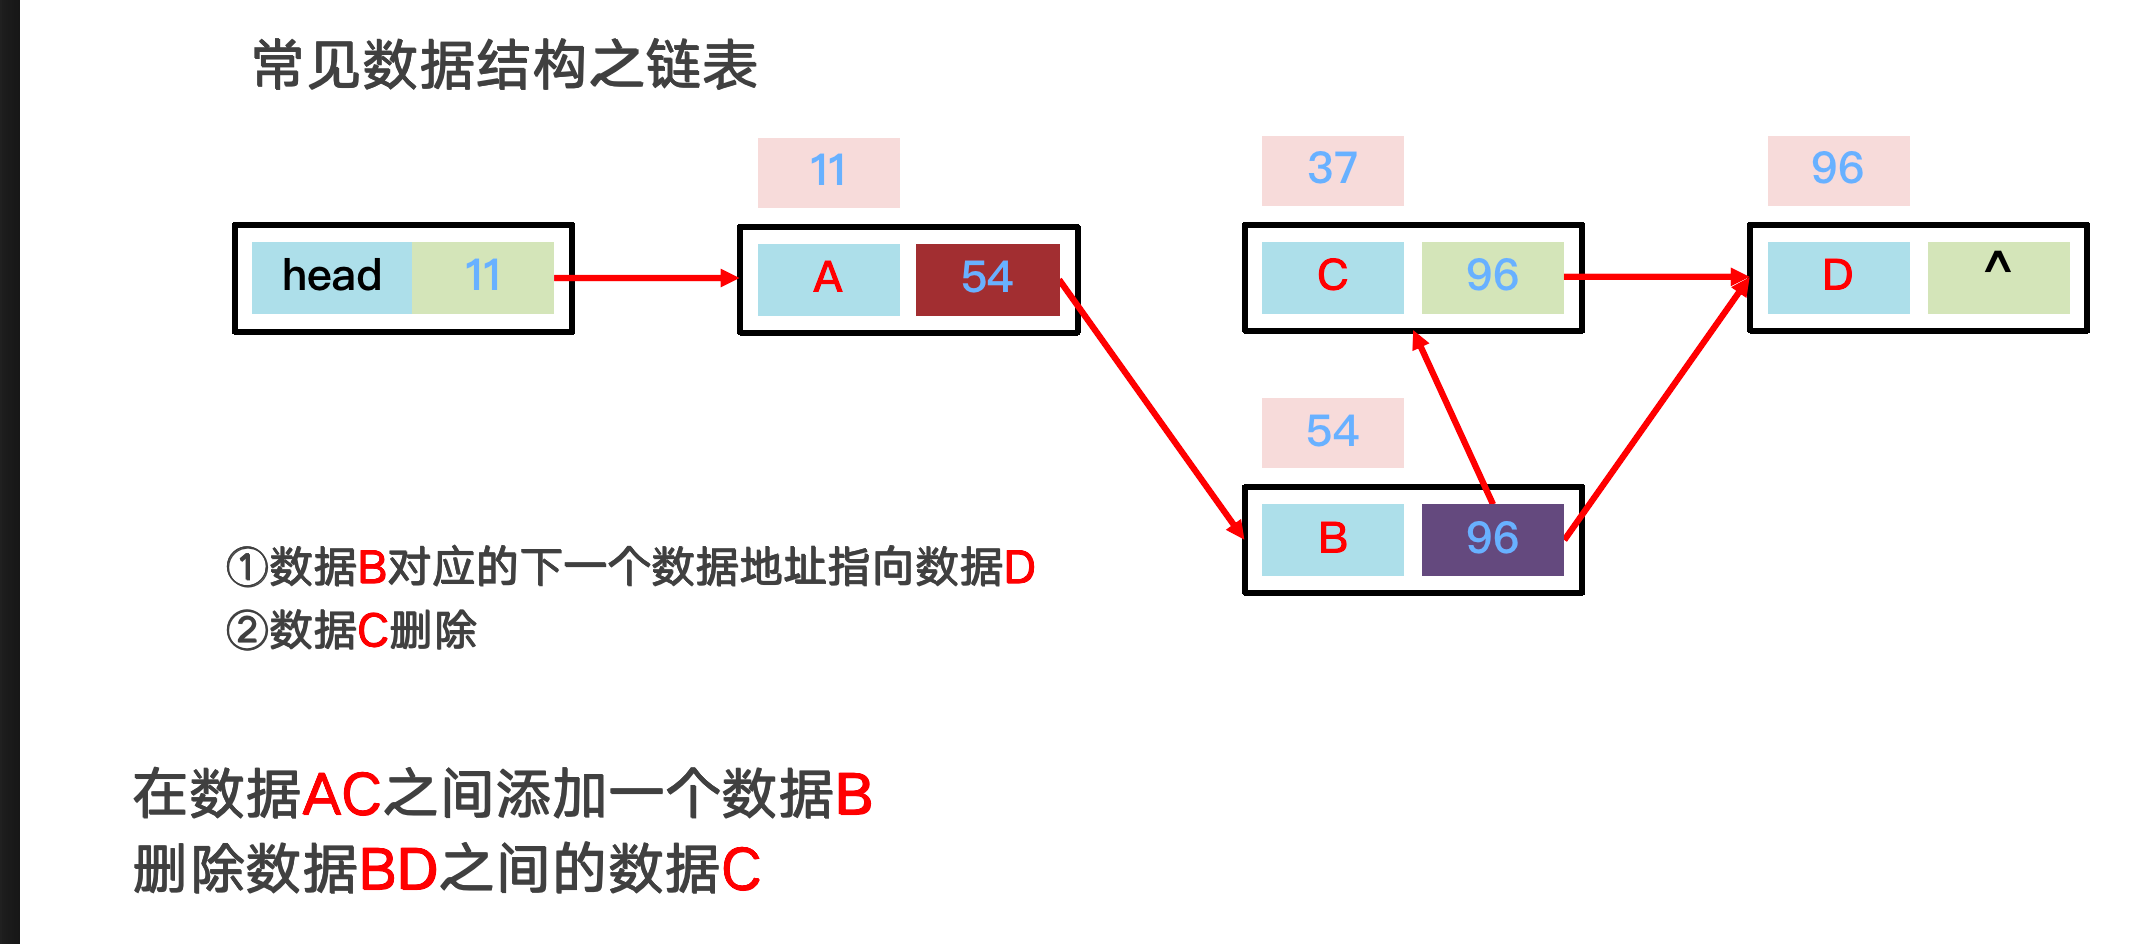 常见数据结构之链表
11 37 96
head 11 A 54 C 96 D ^
54
B 96
①数据B对应的下一个数据地址指向数据D
②数据C删除
在数据AC之间添加一个数据B
删除数据BD之间的数据C